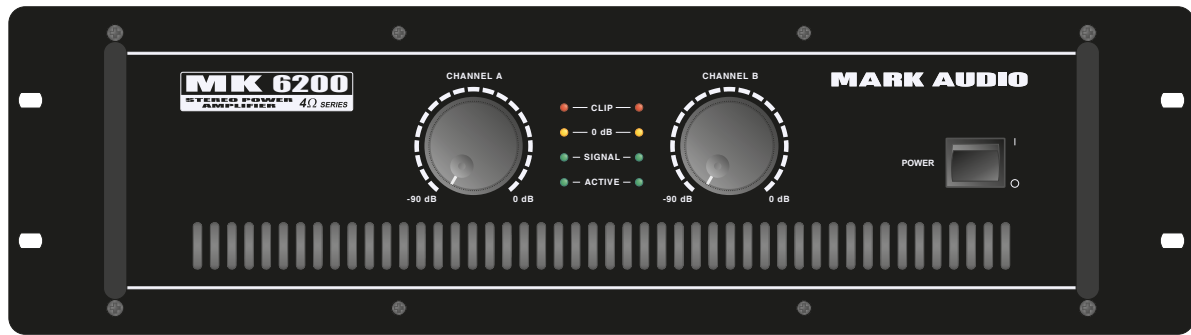 MK 6200
STEREO POWER
AMPLIFIER
4Ω SERIES
CHANNEL A
-90 dB
0 dB
CLIP
0 dB
SIGNAL
ACTIVE
CHANNEL B
-90 dB
0 dB
MARK AUDIO
POWER
I
O